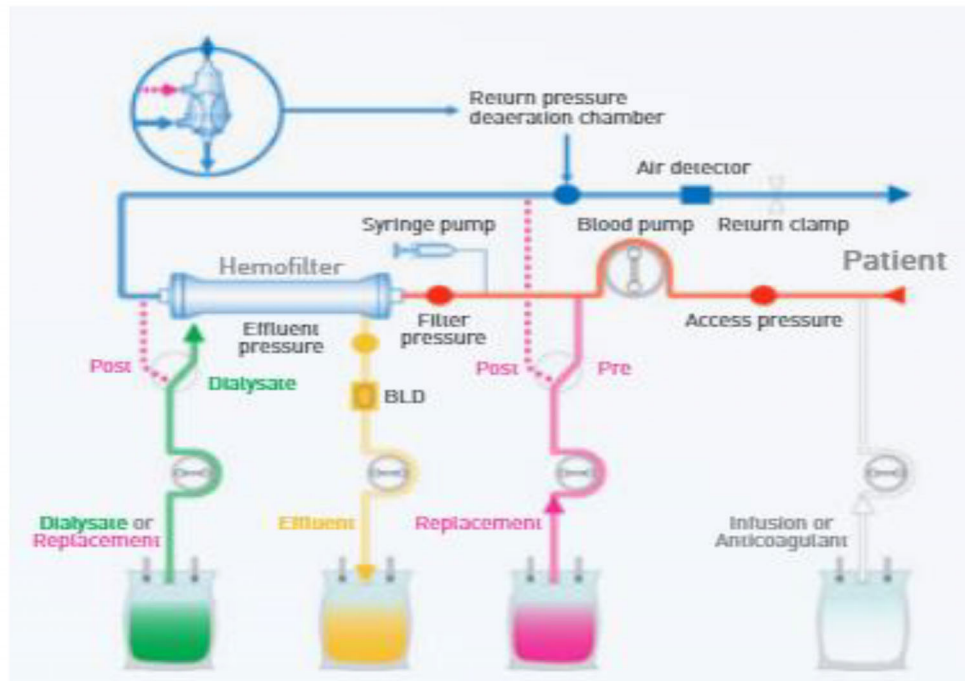 Return pressure
deaeration chamber
Air detector
Syringe pump
Blood pump
Return clamp
Hemofilter
Patient
Effluent
pressure
Filter
pressure
Access pressure
Post
Dialysate
Post
Pre
BLD
Dialysate or
Replacement
Effluent
Replacement
Infusion or
Anticoagulant